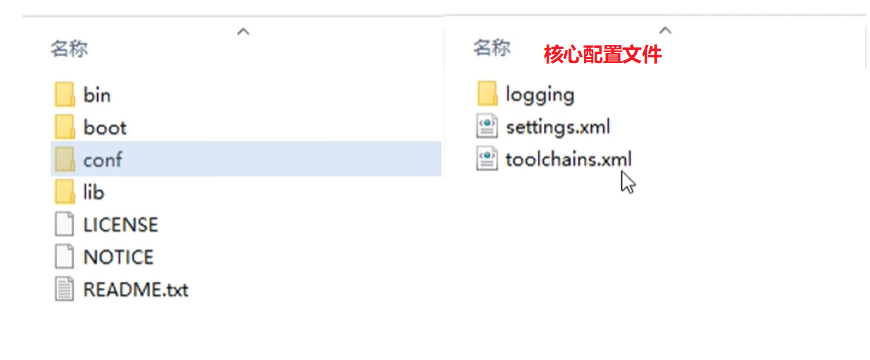 名称
bin
boot
conf
lib
LICENSE
NOTICE
README.txt
名称 核心配置文件
logging
settings.xml
toolchains.xml